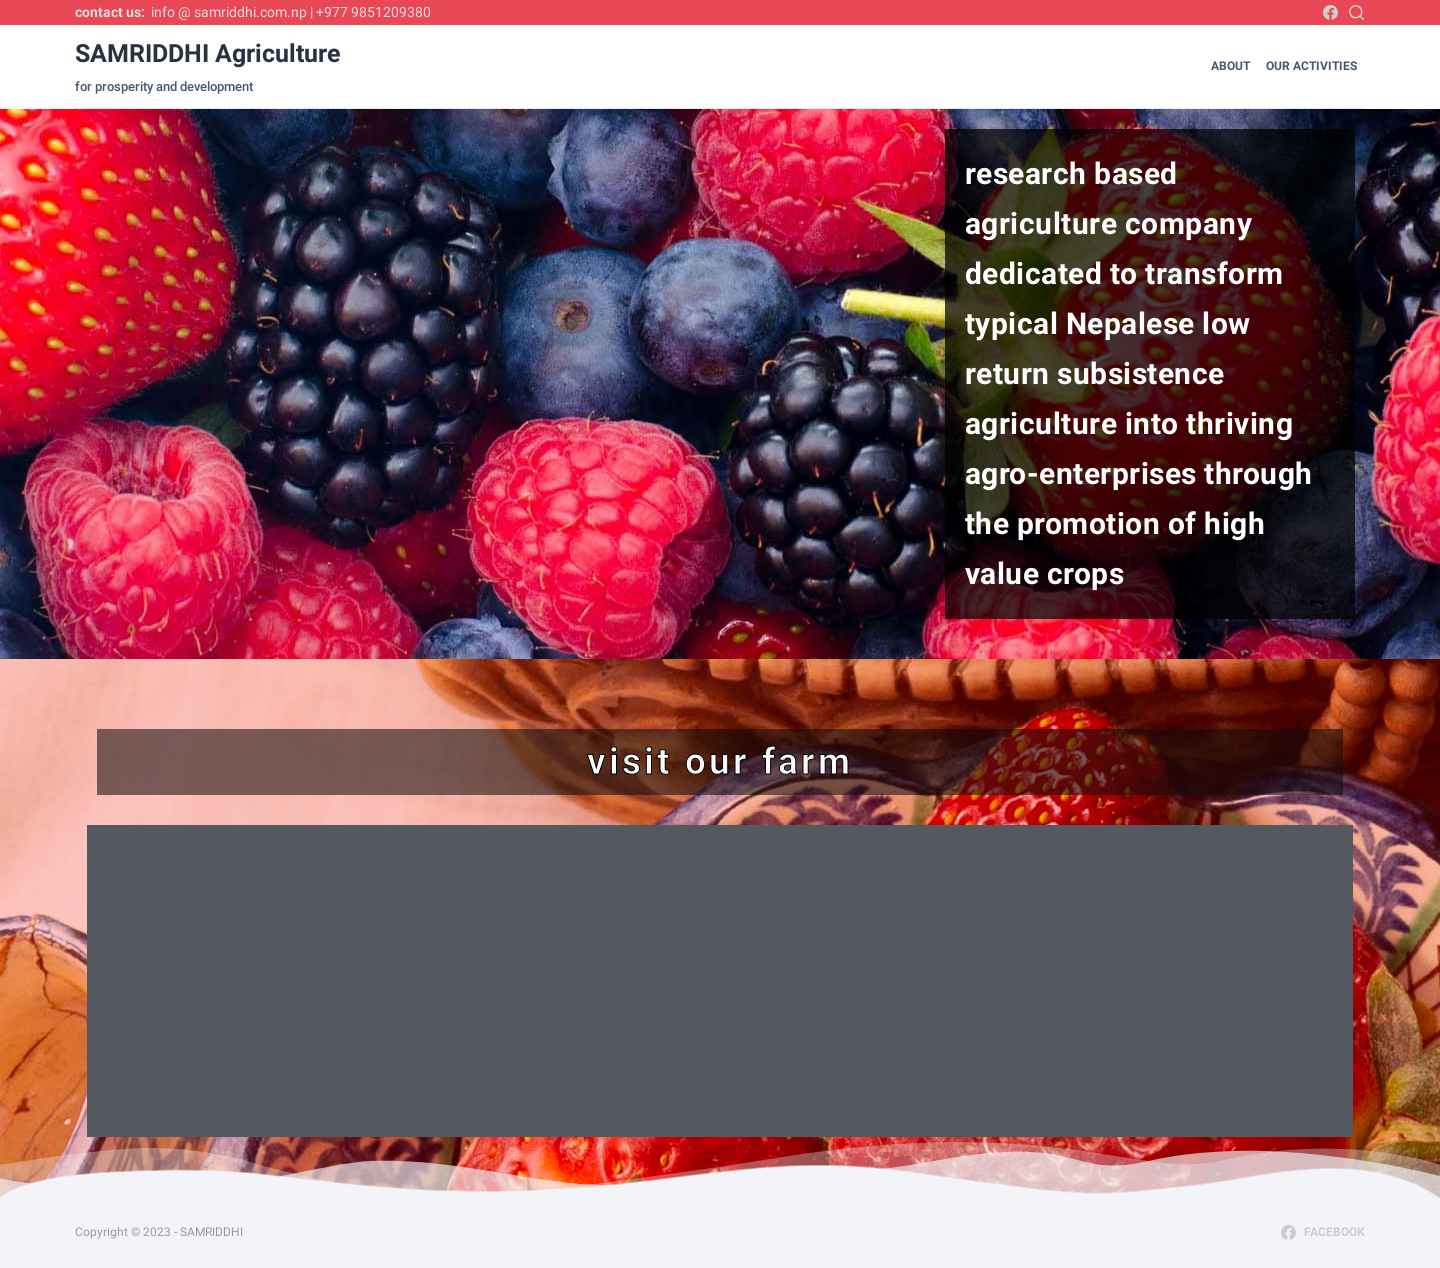 contact us: info @ samriddhi.com.np | +977 9851209380
SAMRIDDHI Agriculture
for prosperity and development
ABOUT OUR ACTIVITIES
research based
agriculture company
dedicated to transform
typical Nepalese low
return subsistence
agriculture into thriving
agro-enterprises through
the promotion of high
value crops
visit our farm
Copyright © 2023 - SAMRIDDHI
FACEBOOK